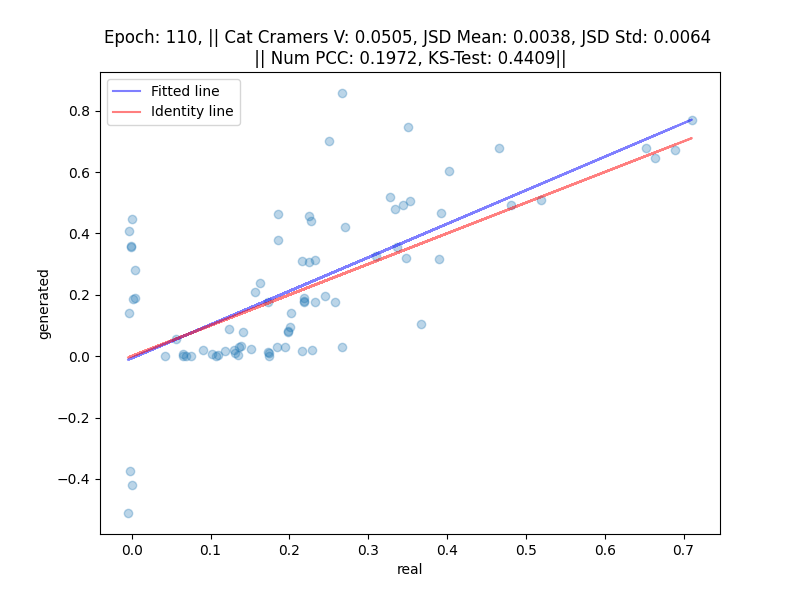 Epoch: 110, || Cat Cramers V: 0.0505, JSD Mean: 0.0038, JSD Std: 0.0064
|| Num PCC: 0.1972, KS-Test: 0.4409||
Fitted line
Identity line
0.8
0.6
0.4
0.2
0.0
−0.2
−0.4
generated
0.0 0.1 0.2 0.3 0.4 0.5 0.6 0.7
real